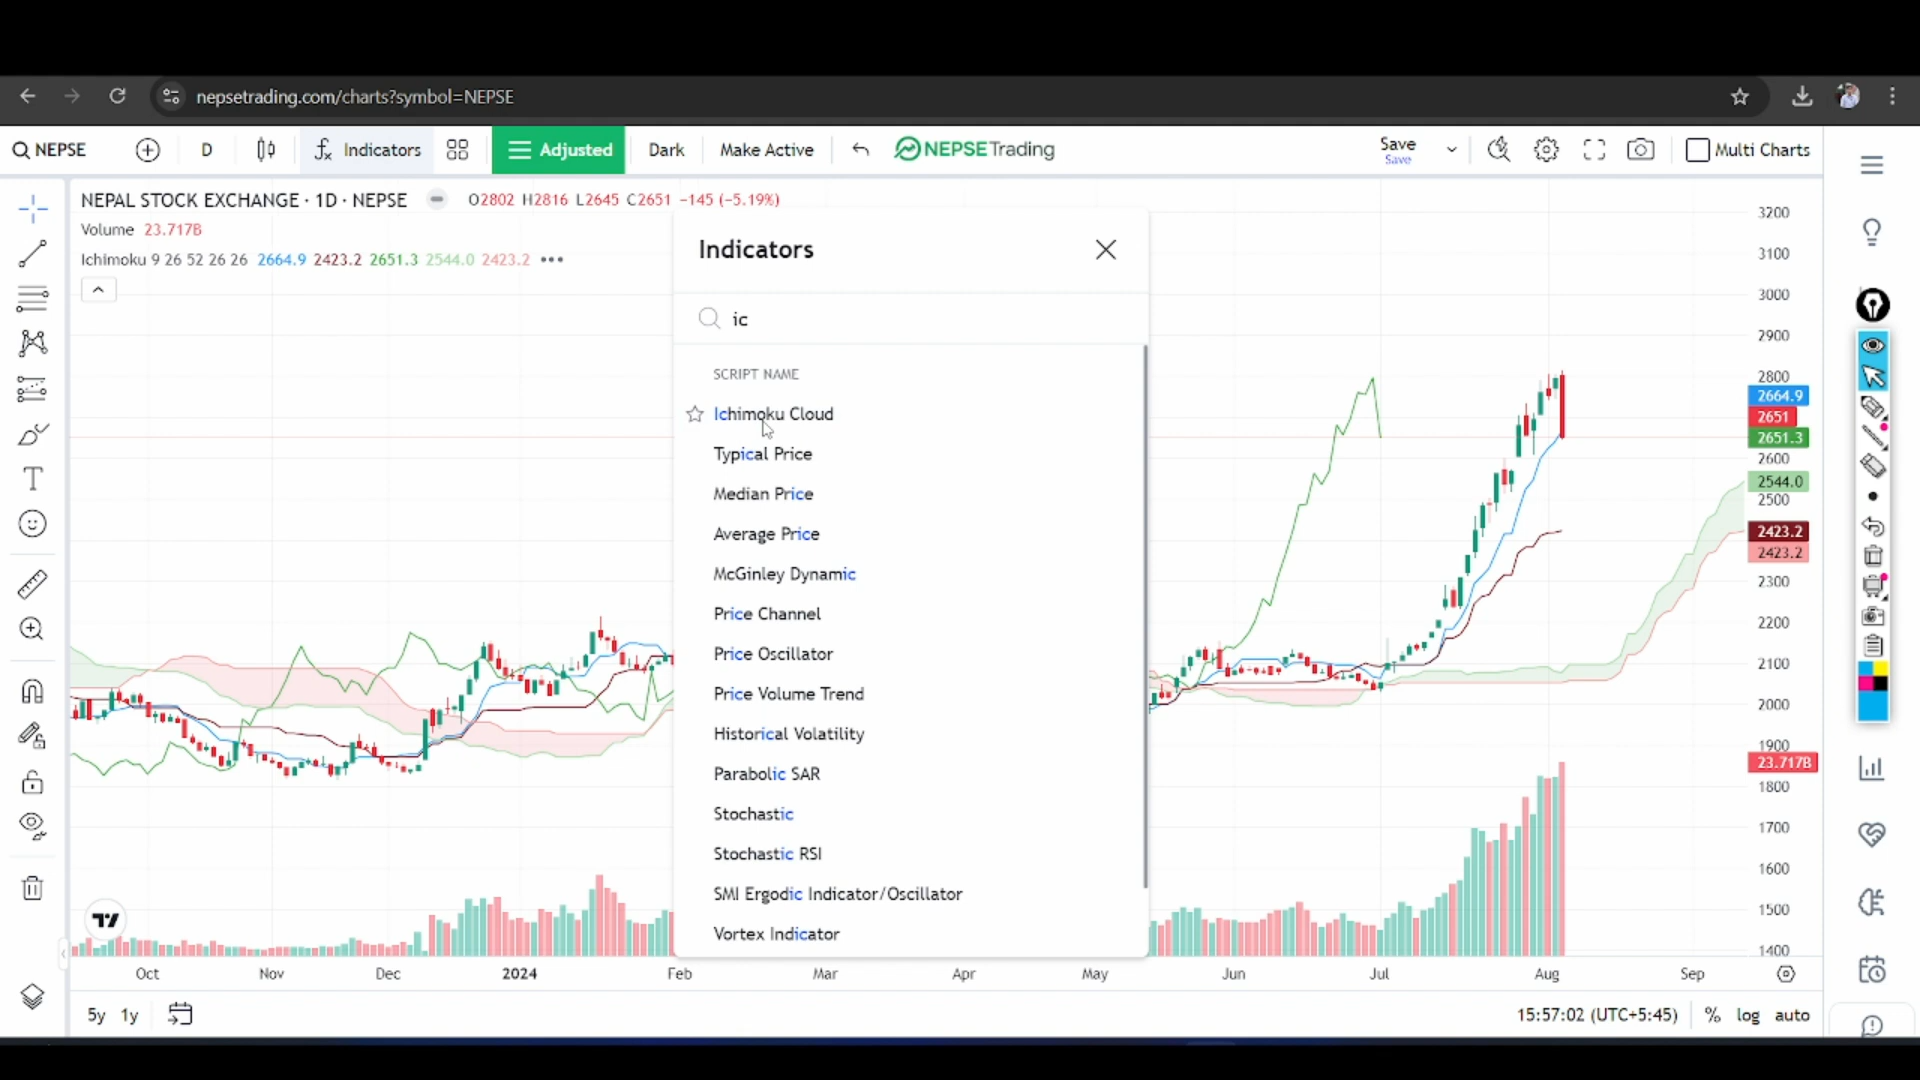 nepsetrading.com/charts?symbol=NEPSE
NEPSE
D
Indicators
Adjusted
Dark
Make Active
NEPSETrading
Save
Save
Multi Charts
NEPAL STOCK EXCHANGE · 1D · NEPSE
O2802 H2816 L2645 C2651 −145 (−5.19%)
Volume 23.717B
Ichimoku 9 26 52 26 26 2664.9 2423.2 2651.3 2544.0 2423.2
Indicators
ic
SCRIPT NAME
Ichimoku Cloud
Typical Price
Median Price
Average Price
McGinley Dynamic
Price Channel
Price Oscillator
Price Volume Trend
Historical Volatility
Parabolic SAR
Stochastic
Stochastic RSI
SMI Ergodic Indicator/Oscillator
Vortex Indicator
3200
3100
3000
2900
2800
2664.9
2651
2651.3
2600
2544.0
2500
2423.2
2423.2
2300
2200
2100
2000
1900
23.717B
1800
1700
1600
1500
1400
Oct
Nov
Dec
2024
Feb
Mar
Apr
May
Jun
Jul
Aug
Sep
5y
1y
15:57:02 (UTC+5:45)
%
log
auto